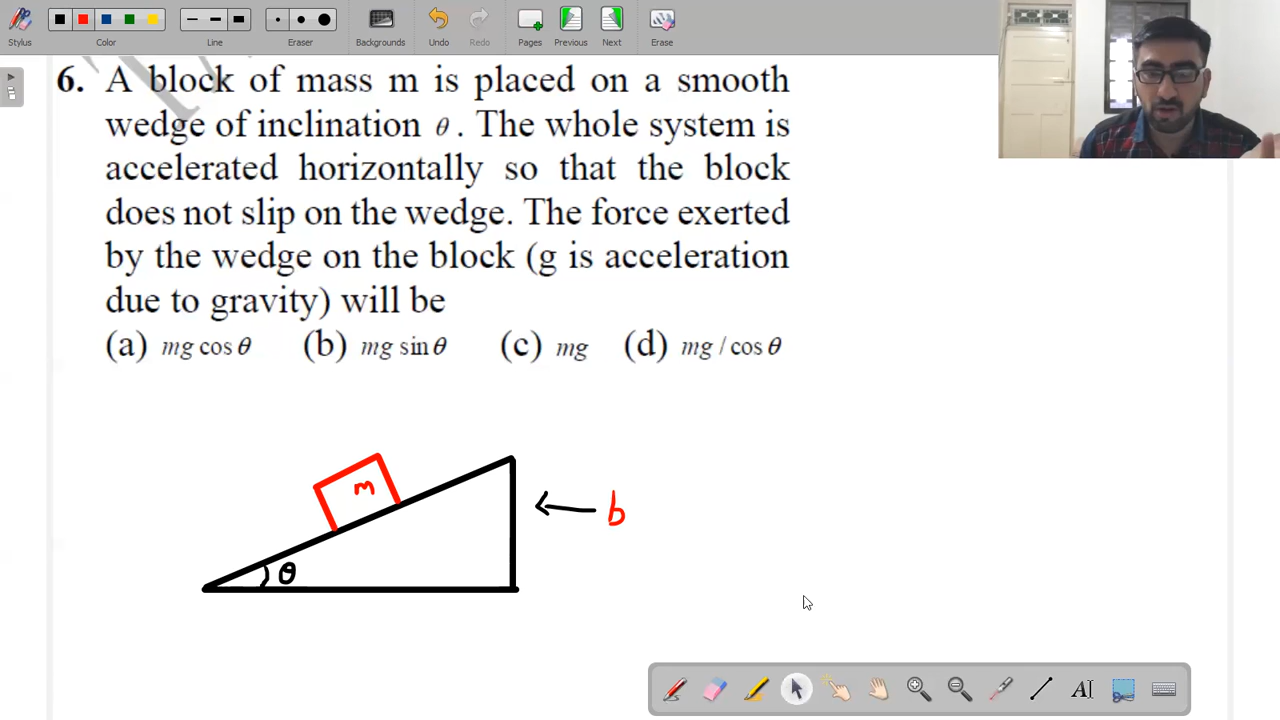 Stylus
Color
Line
Eraser
Backgrounds
Undo
Redo
Pages
Previous
Next
Erase
6. A block of mass m is placed on a smooth
wedge of inclination θ . The whole system is
accelerated horizontally so that the block
does not slip on the wedge. The force exerted
by the wedge on the block (g is acceleration
due to gravity) will be
(a) mg cos θ (b) mg sin θ (c) mg (d) mg / cos θ
m
b
θ
AI